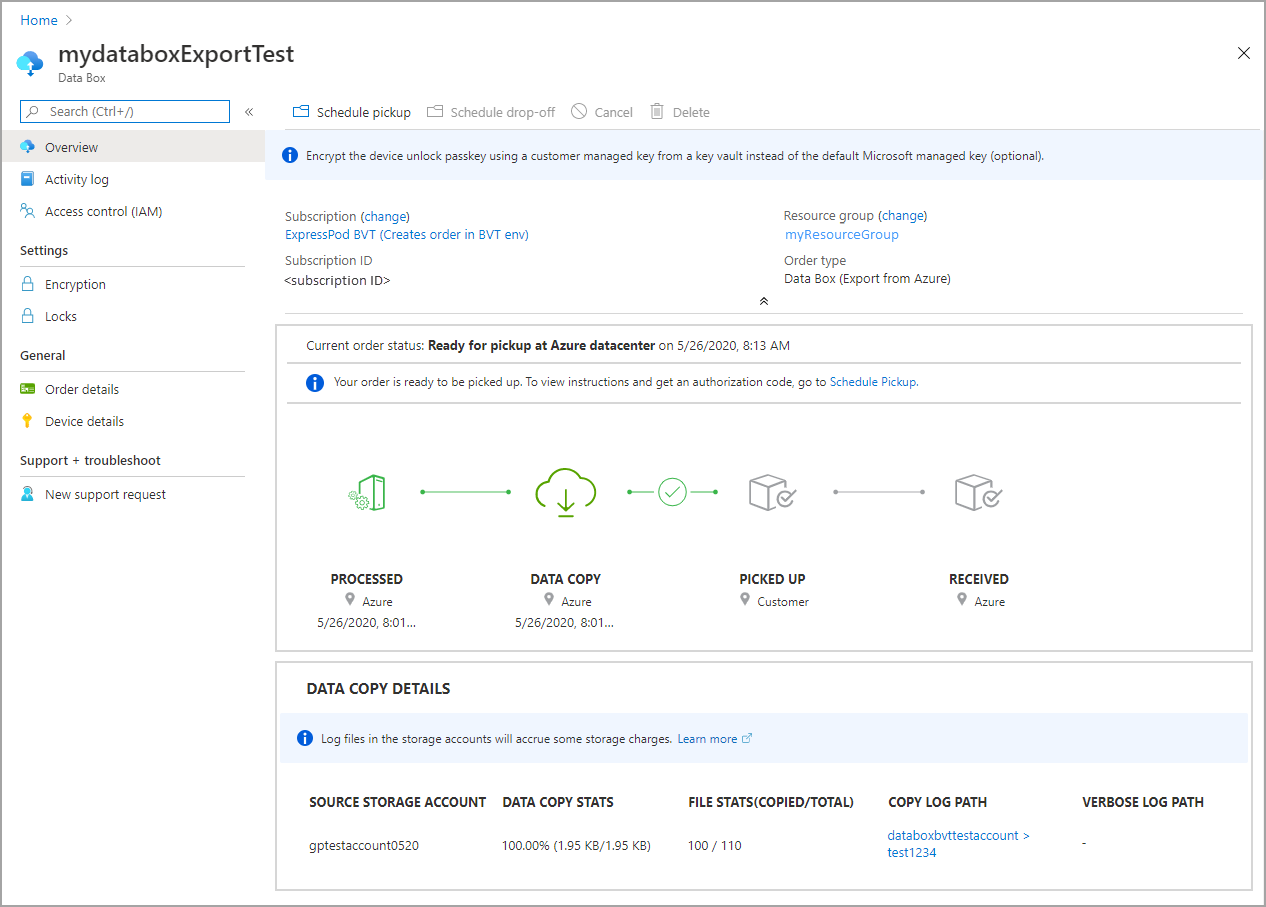 Home >
mydataboxExportTest
Data Box
Search (Ctrl+/)
«
Schedule pickup
Schedule drop-off
Cancel
Delete
Overview
Activity log
Access control (IAM)
Settings
Encryption
Locks
General
Order details
Device details
Support + troubleshoot
New support request
Encrypt the device unlock passkey using a customer managed key from a key vault instead of the default Microsoft managed key (optional).
Subscription (change)
ExpressPod BVT (Creates order in BVT env)
Subscription ID
<subscription ID>
Resource group (change)
myResourceGroup
Order type
Data Box (Export from Azure)
Current order status: Ready for pickup at Azure datacenter on 5/26/2020, 8:13 AM
Your order is ready to be picked up. To view instructions and get an authorization code, go to Schedule Pickup.
PROCESSED
Azure
5/26/2020, 8:01...
DATA COPY
Azure
5/26/2020, 8:01...
PICKED UP
Customer
RECEIVED
Azure
DATA COPY DETAILS
Log files in the storage accounts will accrue some storage charges. Learn more
SOURCE STORAGE ACCOUNT DATA COPY STATS FILE STATS(COPIED/TOTAL) COPY LOG PATH VERBOSE LOG PATH
gptestaccount0520 100.00% (1.95 KB/1.95 KB) 100 / 110 databoxbvttestaccount > -
test1234